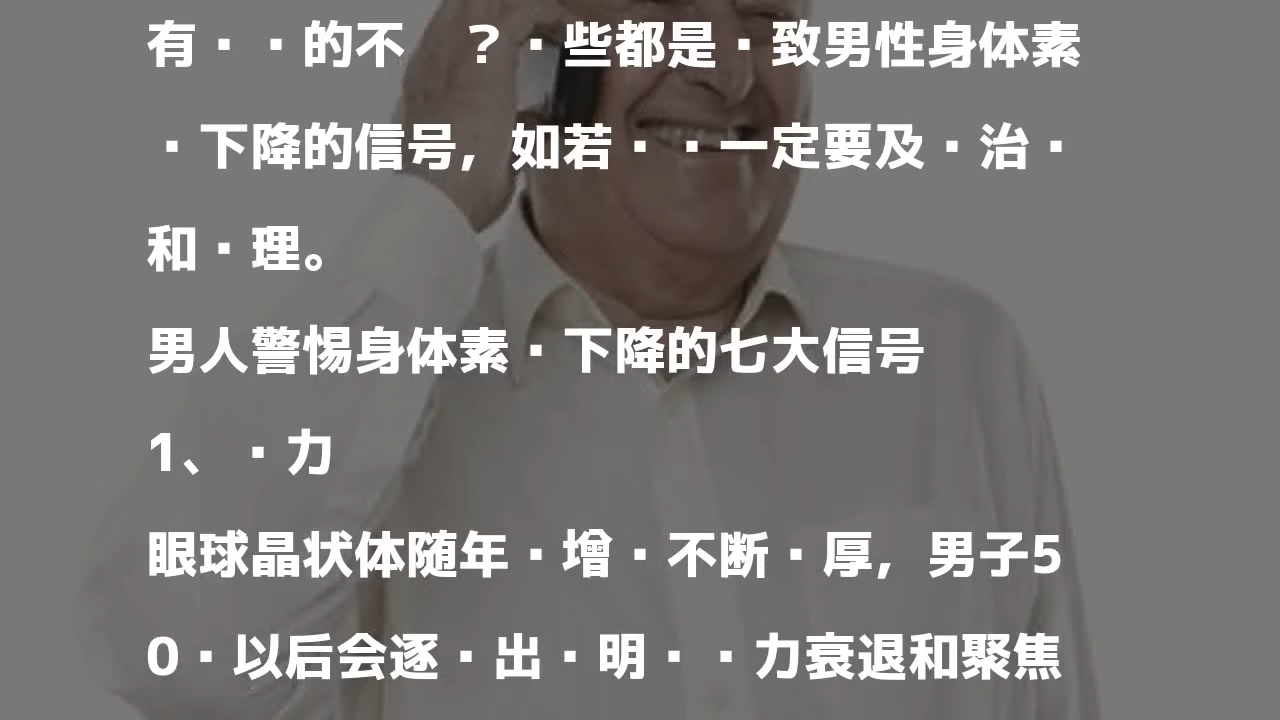 有··的不 ？·些都是·致男性身体素
·下降的信号，如若··一定要及·治·
和·理。
男人警惕身体素·下降的七大信号
1、·力
眼球晶状体随年·增·不断·厚，男子5
0·以后会逐·出·明··力衰退和聚焦